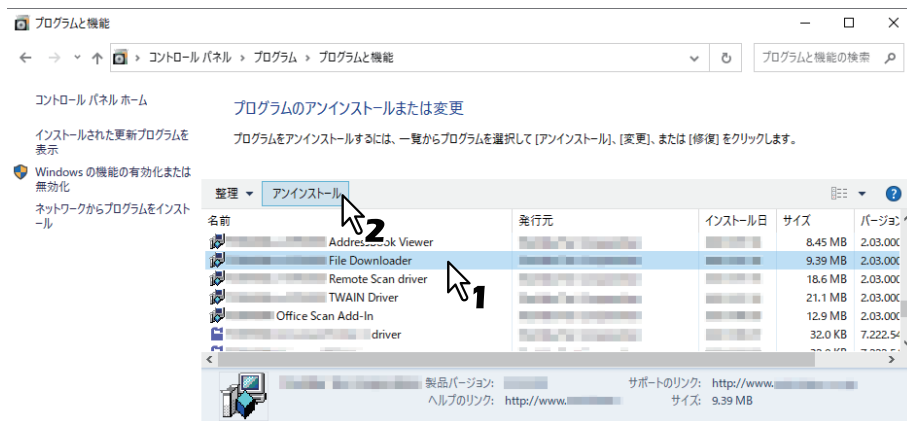 プログラムと機能
コントロール パネル › プログラム › プログラムと機能
プログラムと機能の検索
コントロール パネル ホーム
インストールされた更新プログラムを
表示
Windows の機能の有効化または
無効化
ネットワークからプログラムをインスト
ール
プログラムのアンインストールまたは変更
プログラムをアンインストールするには、一覧からプログラムを選択して [アンインストール]、[変更]、または [修復] をクリックします。
整理 アンインストール
名前 発行元 インストール日 サイズ バージョ
Addressbook Viewer 8.45 MB 2.03.000
File Downloader 9.39 MB 2.03.000
Remote Scan driver 18.6 MB 2.03.000
TWAIN Driver 21.1 MB 2.03.000
Office Scan Add-In 12.9 MB 2.03.000
driver 32.0 KB 7.222.54
2
1
製品バージョン: サポートのリンク: http://www.
ヘルプのリンク: http://www. サイズ: 9.39 MB